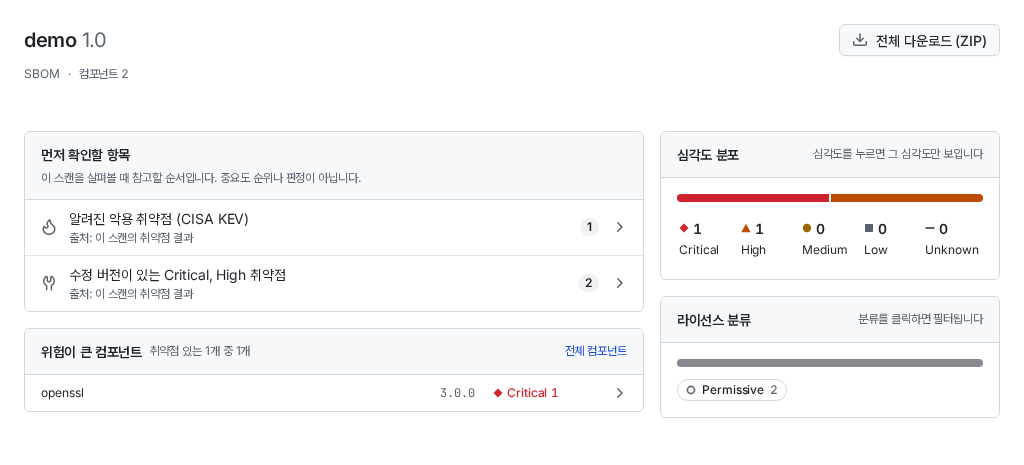 demo 1.0
전체 다운로드 (ZIP)
SBOM · 컴포넌트 2
먼저 확인할 항목
이 스캔을 살펴볼 때 참고할 순서입니다. 중요도 순위나 판정이 아닙니다.
알려진 악용 취약점 (CISA KEV)
출처: 이 스캔의 취약점 결과
1
수정 버전이 있는 Critical, High 취약점
출처: 이 스캔의 취약점 결과
2
위험이 큰 컴포넌트 취약점 있는 1개 중 1개
전체 컴포넌트
openssl 3.0.0 Critical 1
심각도 분포
심각도를 누르면 그 심각도만 보입니다
1 1 0 0 0
Critical High Medium Low Unknown
라이선스 분류
분류를 클릭하면 필터됩니다
Permissive 2